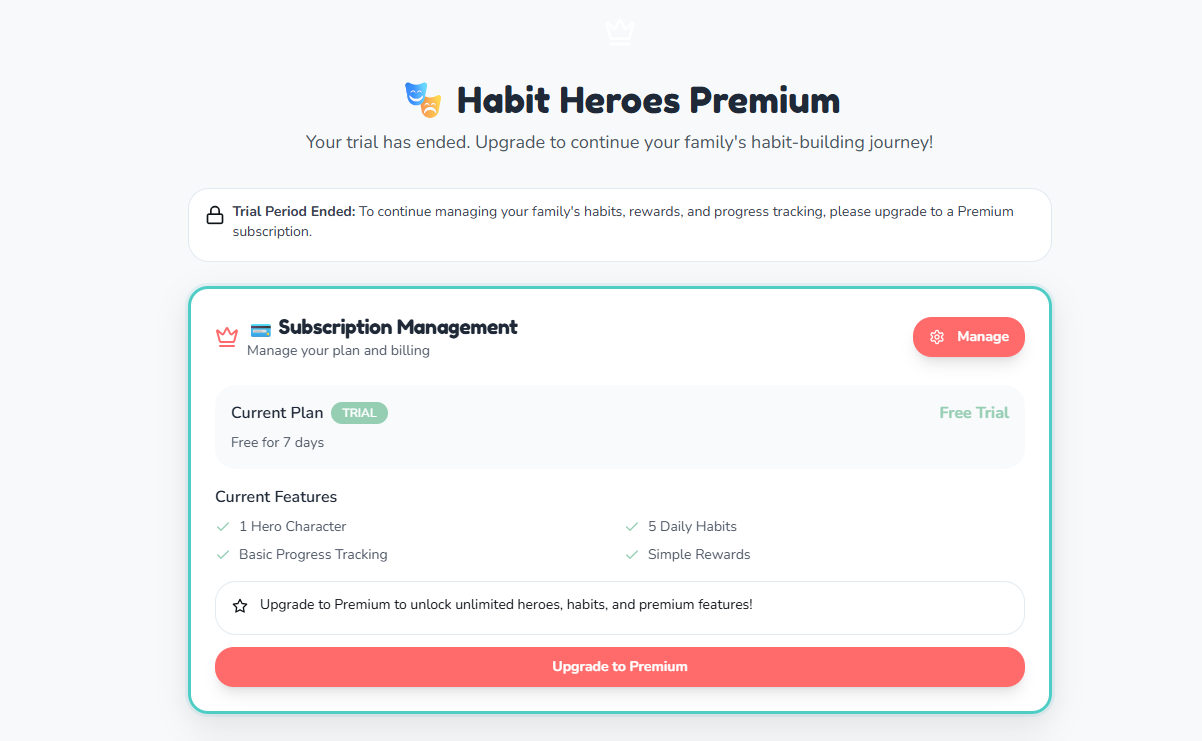 Habit Heroes Premium
Your trial has ended. Upgrade to continue your family's habit-building journey!
Trial Period Ended: To continue managing your family's habits, rewards, and progress tracking, please upgrade to a Premium
subscription.
Subscription Management
Manage your plan and billing
Manage
Current Plan TRIAL
Free Trial
Free for 7 days
Current Features
1 Hero Character
5 Daily Habits
Basic Progress Tracking
Simple Rewards
Upgrade to Premium to unlock unlimited heroes, habits, and premium features!
Upgrade to Premium